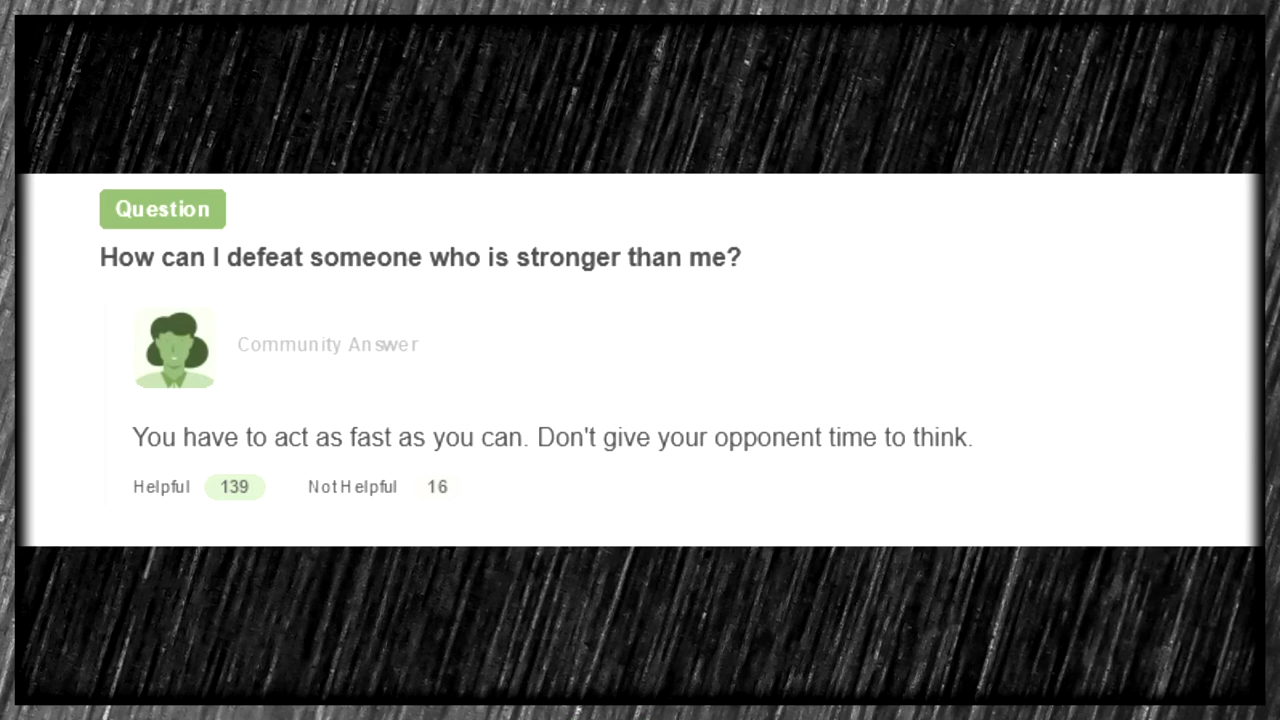 Question
How can I defeat someone who is stronger than me?
Community Answer
You have to act as fast as you can. Don't give your opponent time to think.
Helpful 139 Not Helpful 16